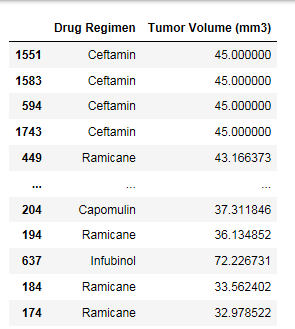 Drug Regimen Tumor Volume (mm3)
1551 Ceftamin 45.000000
1583 Ceftamin 45.000000
594 Ceftamin 45.000000
1743 Ceftamin 45.000000
449 Ramicane 43.166373
... ... ...
204 Capomulin 37.311846
194 Ramicane 36.134852
637 Infubinol 72.226731
184 Ramicane 33.562402
174 Ramicane 32.978522